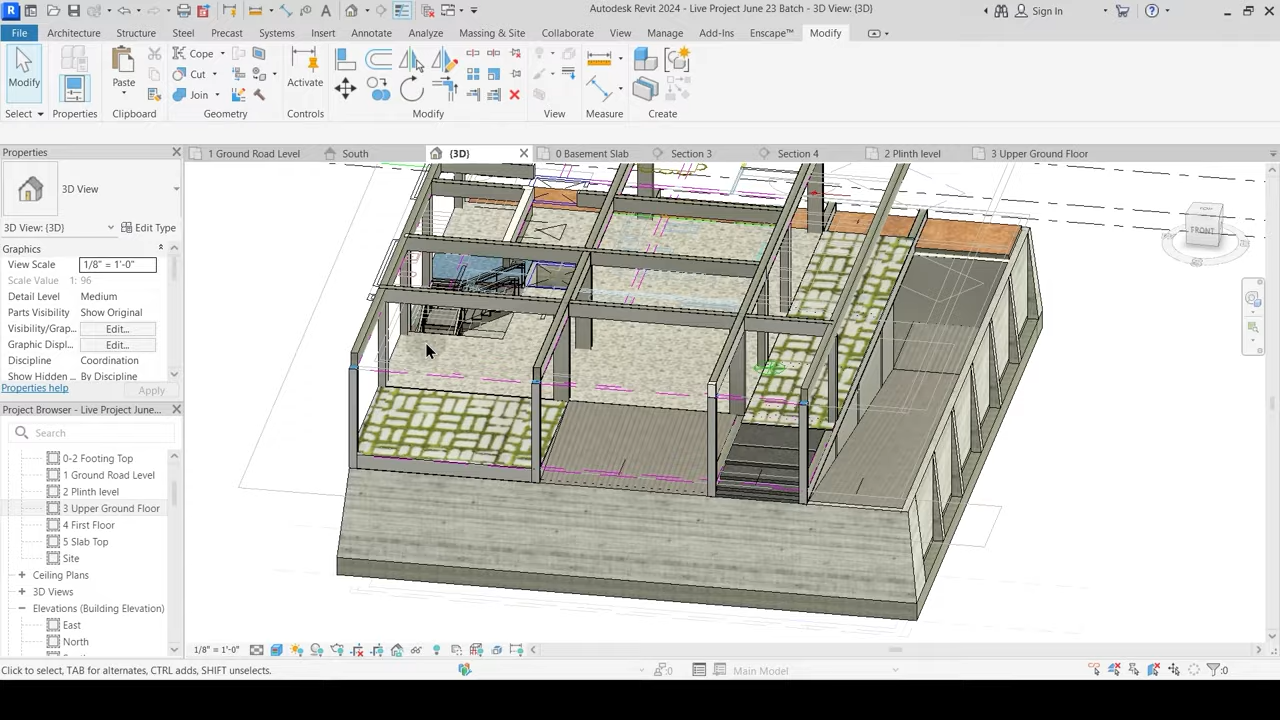 Autodesk Revit 2024 - Live Project June 23 Batch - 3D View: {3D}
Sign In
File Architecture Structure Steel Precast Systems Insert Annotate Analyze Massing & Site Collaborate View Manage Add-Ins Enscape™ Modify
Modify Paste Cope Cut Join Activate
Select Properties Clipboard Geometry Controls Modify View Measure Create
Properties 1 Ground Road Level South {3D} 0 Basement Slab Section 3 Section 4 2 Plinth level 3 Upper Ground Floor
3D View
3D View: {3D} Edit Type
Graphics
View Scale 1/8" = 1'-0"
Scale Value 1: 96
Detail Level Medium
Parts Visibility Show Original
Visibility/Grap... Edit...
Graphic Displ... Edit...
Discipline Coordination
Show Hidden By Discipline
Properties help Apply
Project Browser - Live Project June...
Search
0-2 Footing Top
1 Ground Road Level
2 Plinth level
3 Upper Ground Floor
4 First Floor
5 Slab Top
Site
Ceiling Plans
3D Views
Elevations (Building Elevation)
East
North
FRONT
1/8" = 1'-0"
Click to select, TAB for alternates, CTRL adds, SHIFT unselects.
:0 Main Model :0